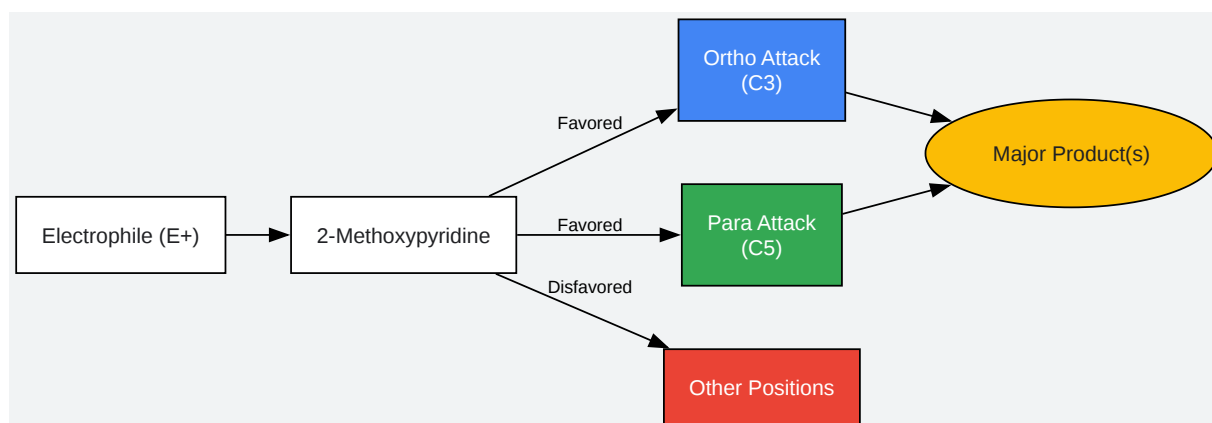 Electrophile (E+)
2-Methoxypyridine
Favored
Favored
Disfavored
Ortho Attack
(C3)
Para Attack
(C5)
Other Positions
Major Product(s)